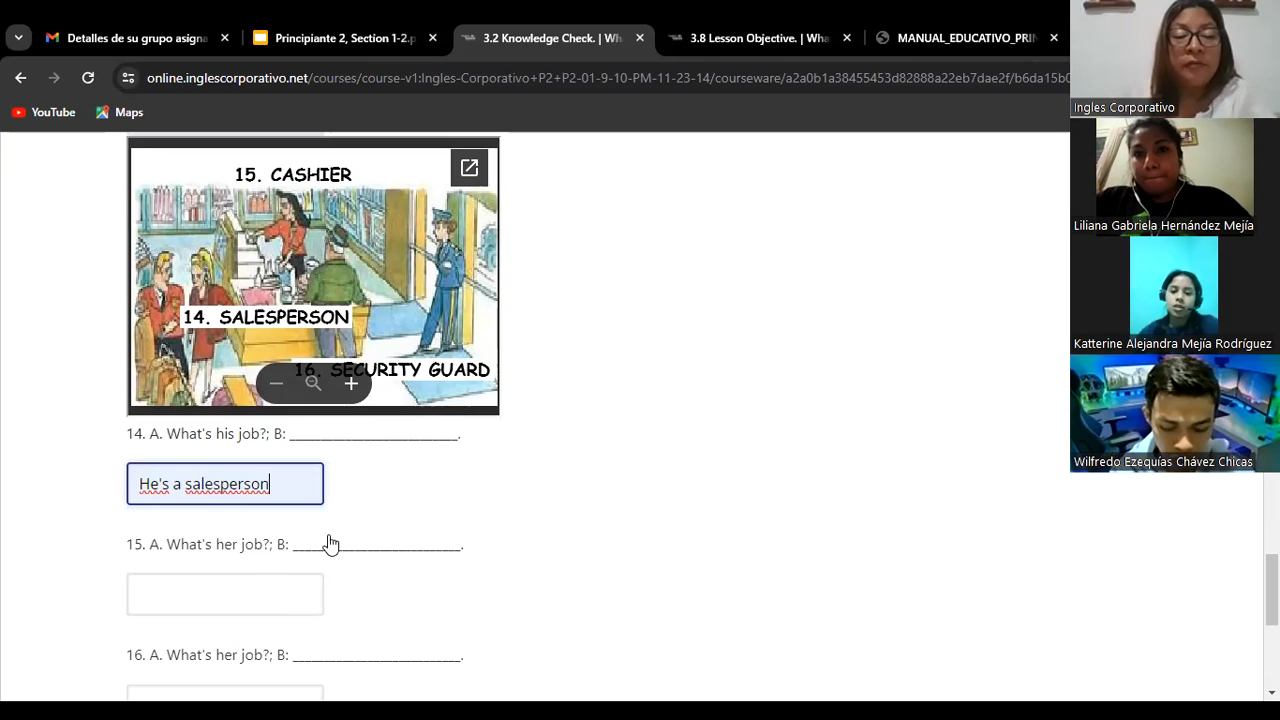 Detalles de su grupo asigna
Principiante 2, Section 1-2.p
3.2 Knowledge Check. | Wh
3.8 Lesson Objective. | Wha
MANUAL_EDUCATIVO_PRI
online.inglescorporativo.net/courses/course-v1:Ingles-Corporativo+P2+P2-01-9-10-PM-11-23-14/courseware/a2a0b1a38455453d82888a22eb7dae2f/b6da15b0
YouTube
Maps
15. CASHIER
14. SALESPERSON
16. SECURITY GUARD
14. A. What's his job?; B: _________________________.
He's a salesperson
15. A. What's her job?; B: _________________________.
16. A. What's her job?; B: _________________________.
Ingles Corporativo
Liliana Gabriela Hernández Mejía
Katterine Alejandra Mejía Rodríguez
Wilfredo Ezequías Chávez Chicas